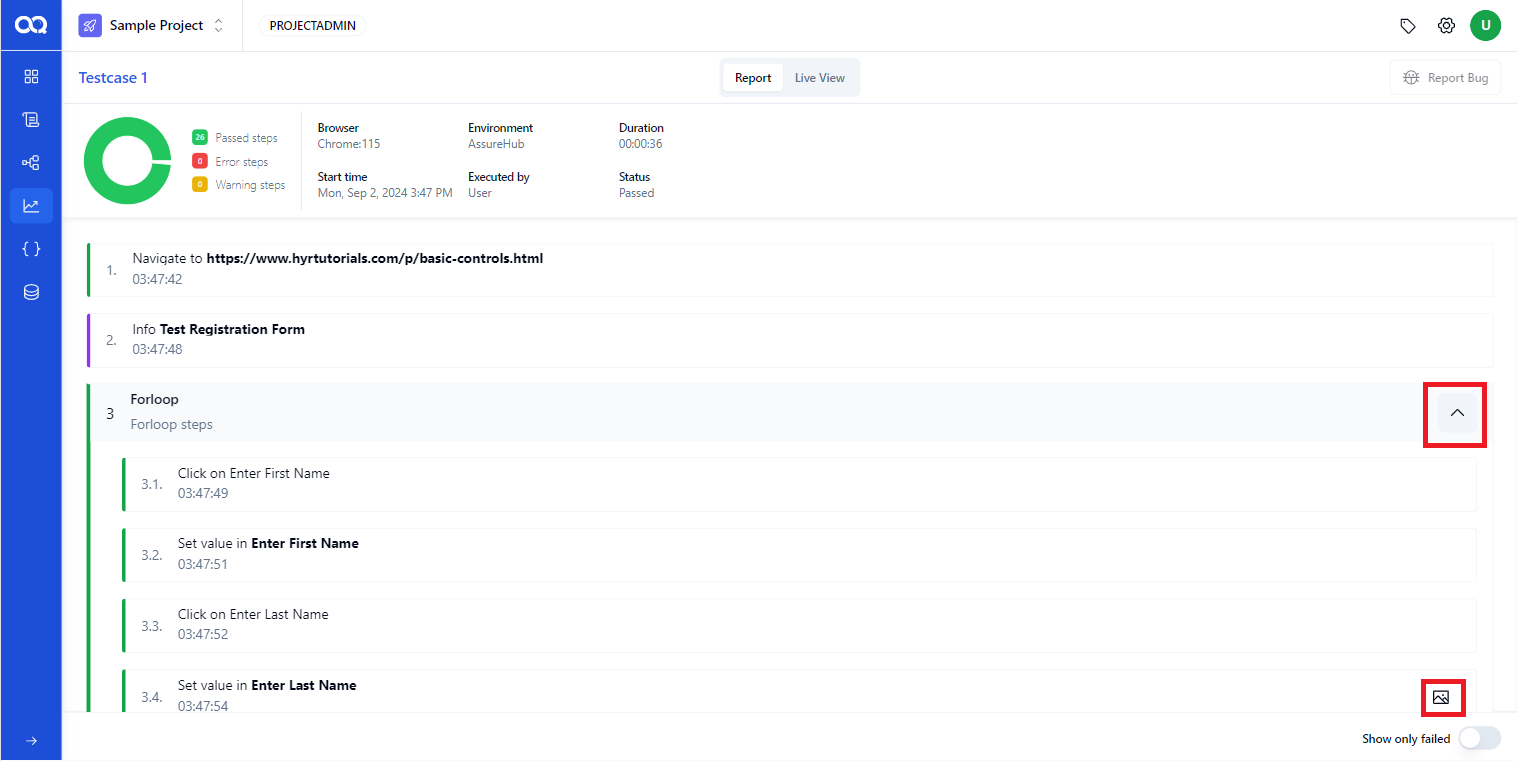 Sample Project
PROJECTADMIN
U
Testcase 1
Report
Live View
Report Bug
26 Passed steps
0 Error steps
0 Warning steps
Browser
Chrome:115
Environment
AssureHub
Duration
00:00:36
Start time
Mon, Sep 2, 2024 3:47 PM
Executed by
User
Status
Passed
1. Navigate to https://www.hyrtutorials.com/p/basic-controls.html
03:47:42
2. Info Test Registration Form
03:47:48
3 Forloop
Forloop steps
3.1. Click on Enter First Name
03:47:49
3.2. Set value in Enter First Name
03:47:51
3.3. Click on Enter Last Name
03:47:52
3.4. Set value in Enter Last Name
03:47:54
Show only failed